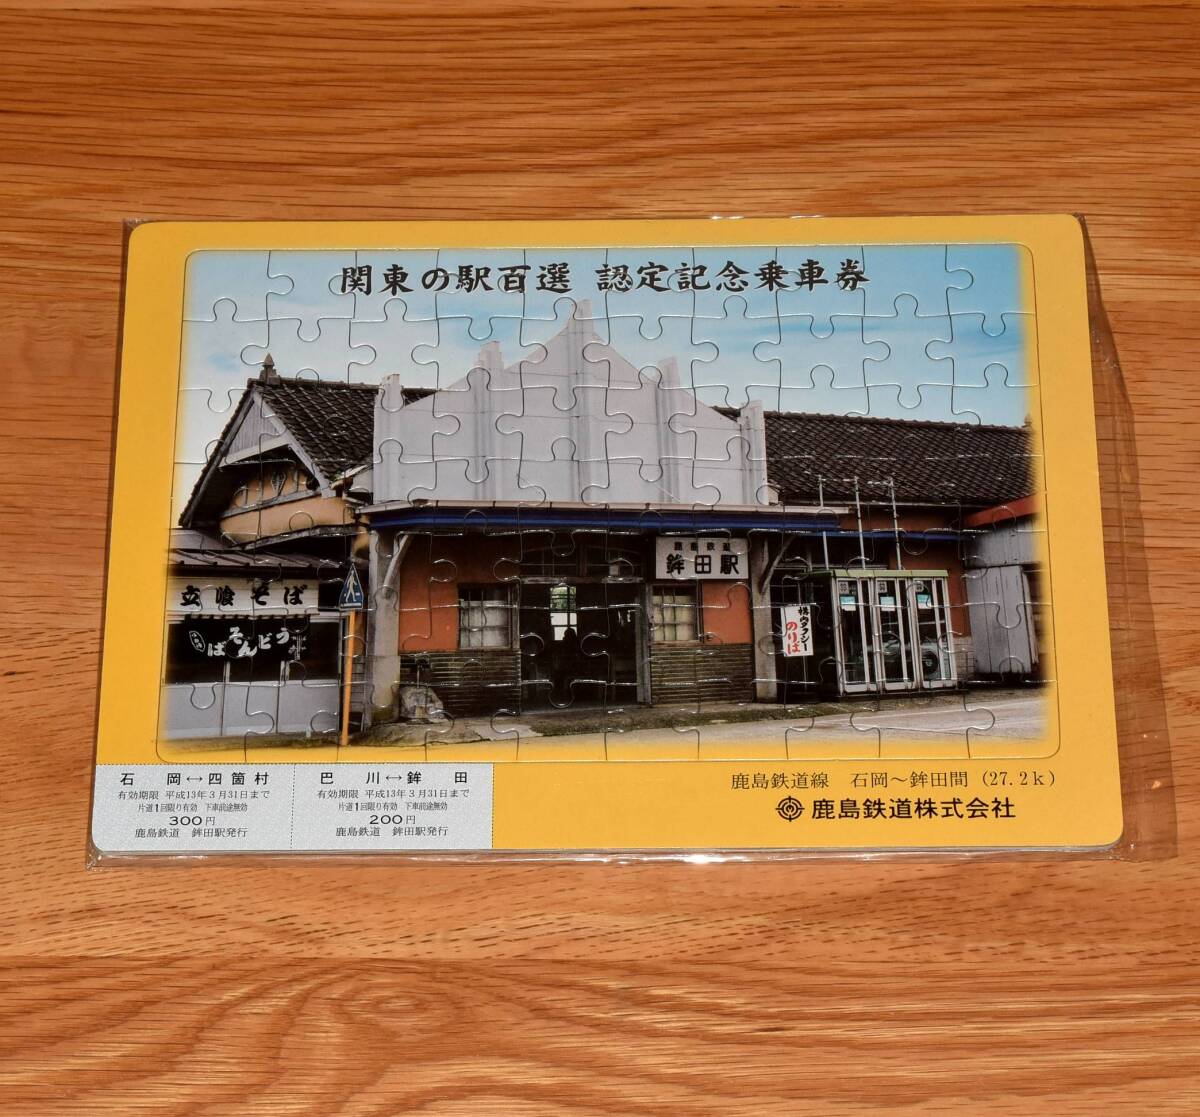 関東の駅百選 認定記念乗車券
鹿島鉄道
鉾田駅
立喰そば
そば
うどん
構内タクシー
のりば
石岡↔四箇村
有効期限 平成13年3月31日まで
片道1回限り有効 下車前途無効
300円
鹿島鉄道 鉾田駅発行
巴川↔鉾田
有効期限 平成13年3月31日まで
片道1回限り有効 下車前途無効
200円
鹿島鉄道 鉾田駅発行
鹿島鉄道線 石岡～鉾田間 (27.2k)
鹿島鉄道株式会社